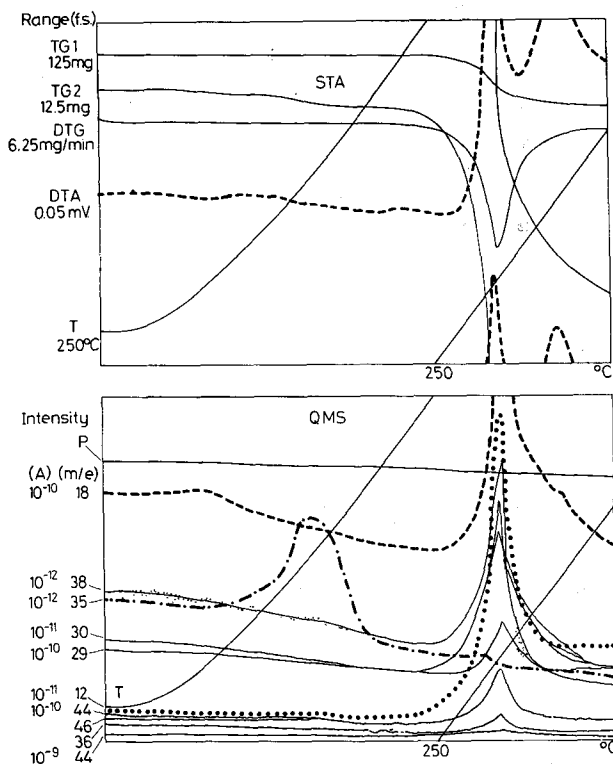 Range(f.s.)
TG1
125mg
TG2
12.5mg
DTG
6.25mg/min
DTA
0.05mV
T
250°C
STA
250
°C
Intensity
P
QMS
(A) (m/e)
10-10 18
10-12 38
10-12 35
10-11 30
10-10 29
10-11 12
10-10 44
46
36
10-9 44
T
250
°C